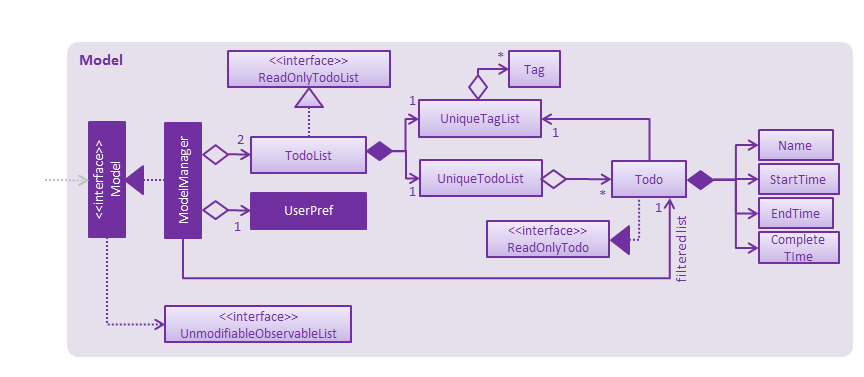 Model
<<interface>>
ReadOnlyTodoList
*
Tag
1
UniqueTagList
1
<<interface>>
Model
ModelManager
2
TodoList
1
UniqueTodoList
*
Todo
1
Name
StartTime
EndTime
Complete
TIme
1
UserPref
<<interface>>
ReadOnlyTodo
filtered list
<<interface>>
UnmodifiableObservableList